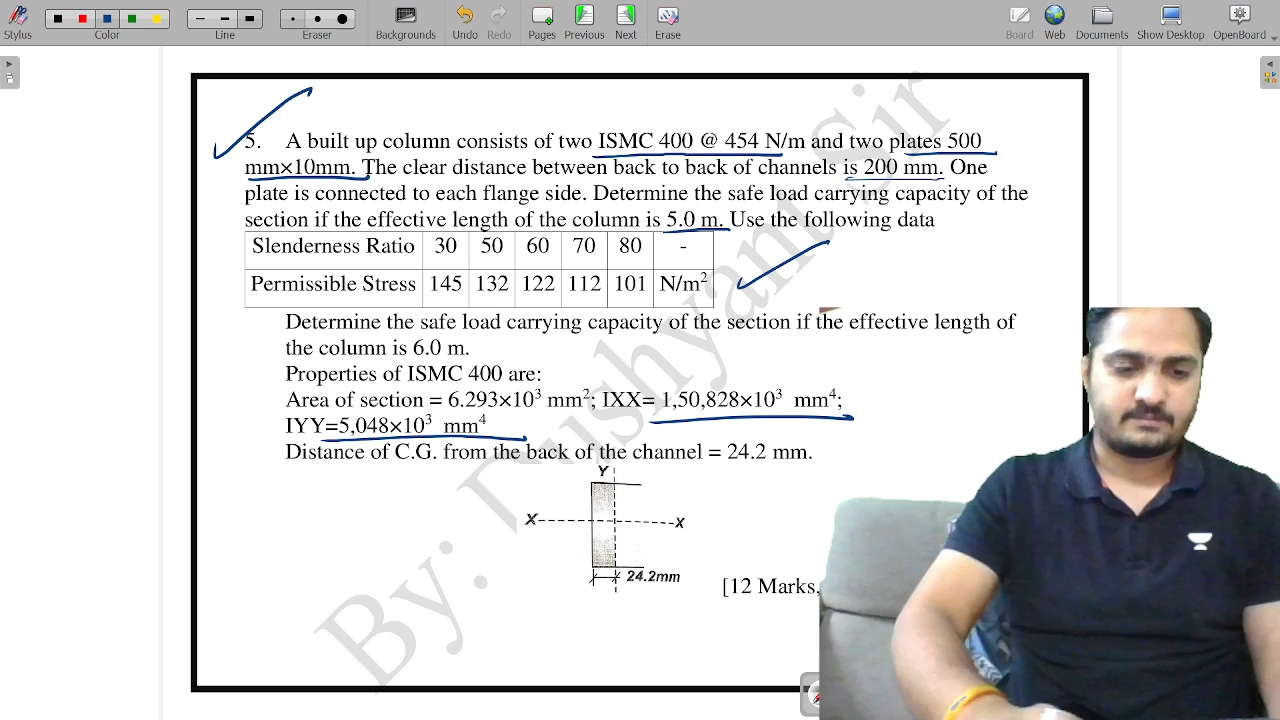 Stylus
Color
Line
Eraser
Backgrounds
Undo
Redo
Pages
Previous
Next
Erase
Board
Web
Documents
Show Desktop
OpenBoard
5. A built up column consists of two ISMC 400 @ 454 N/m and two plates 500
mm×10mm. The clear distance between back to back of channels is 200 mm. One
plate is connected to each flange side. Determine the safe load carrying capacity of the
section if the effective length of the column is 5.0 m. Use the following data
Slenderness Ratio 30 50 60 70 80 -
Permissible Stress 145 132 122 112 101 N/m²
Determine the safe load carrying capacity of the section if the effective length of
the column is 6.0 m.
Properties of ISMC 400 are:
Area of section = 6.293×10³ mm²; IXX= 1,50,828×10³ mm⁴;
IYY=5,048×10³ mm⁴
Distance of C.G. from the back of the channel = 24.2 mm.
Y
X X
24.2mm
[12 Marks,
By: Dushyant Sir